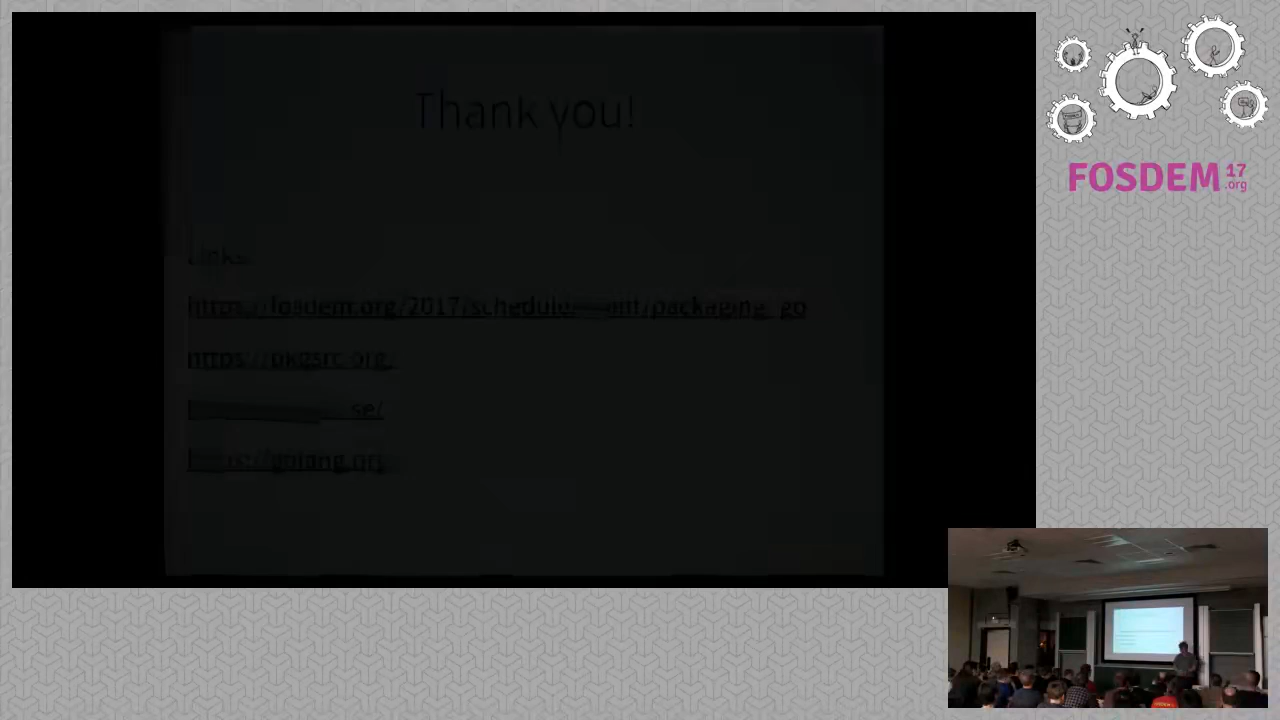 Thank you!
Links:
https://fosdem.org/2017/schedule/event/packaging_go
https://pkgsrc.org
se/
https://golang.org
FOSDEM 17
.org